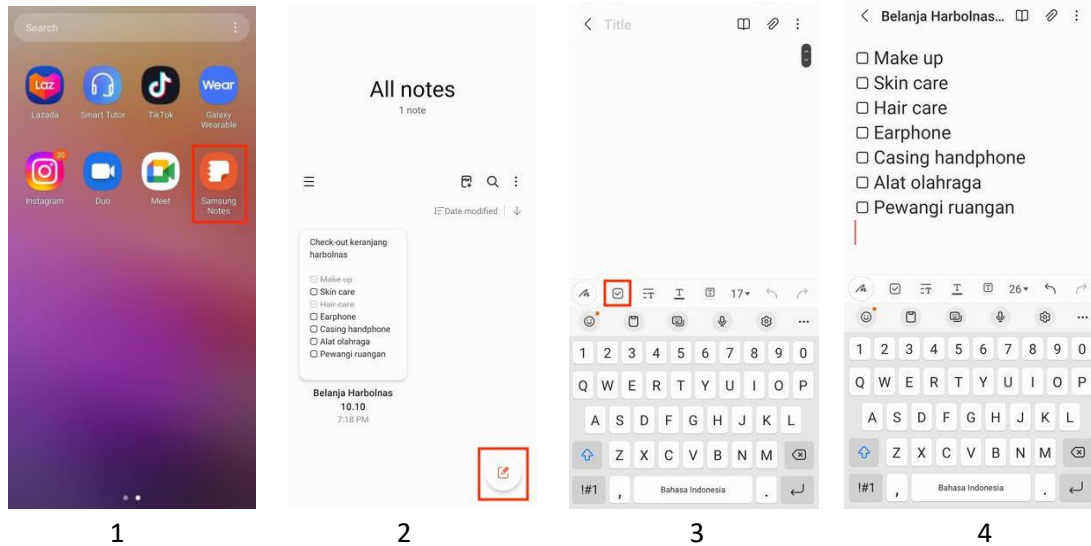 Search
Laz
Wear
Lazada
Smart Tutor
TikTok
Galaxy
Wearable
20
Instagram
Duo
Meet
Samsung
Notes
1
All notes
1 note
Date modified
Check-out keranjang
harbolnas
Make up
Skin care
Hair care
Earphone
Casing handphone
Alat olahraga
Pewangi ruangan
Belanja Harbolnas
10.10
7:18 PM
2
Title
17
1 2 3 4 5 6 7 8 9 0
Q W E R T Y U I O P
A S D F G H J K L
Z X C V B N M
!#1 , Bahasa Indonesia .
3
Belanja Harbolnas...
Make up
Skin care
Hair care
Earphone
Casing handphone
Alat olahraga
Pewangi ruangan
26
1 2 3 4 5 6 7 8 9 0
Q W E R T Y U I O P
A S D F G H J K L
Z X C V B N M
!#1 , Bahasa Indonesia .
4